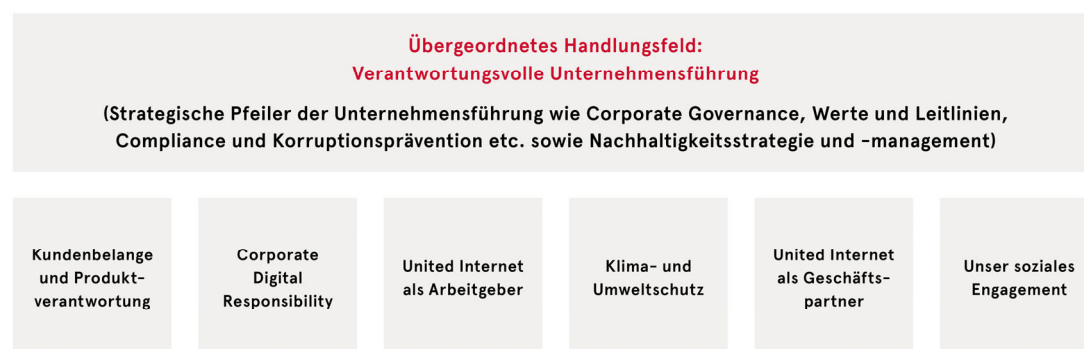 Übergeordnetes Handlungsfeld:
Verantwortungsvolle Unternehmensführung
(Strategische Pfeiler der Unternehmensführung wie Corporate Governance, Werte und Leitlinien,
Compliance und Korruptionsprävention etc. sowie Nachhaltigkeitsstrategie und -management)
Kundenbelange
und Produkt-
verantwortung
Corporate
Digital
Responsibility
United Internet
als Arbeitgeber
Klima- und
Umweltschutz
United Internet
als Geschäfts-
partner
Unser soziales
Engagement